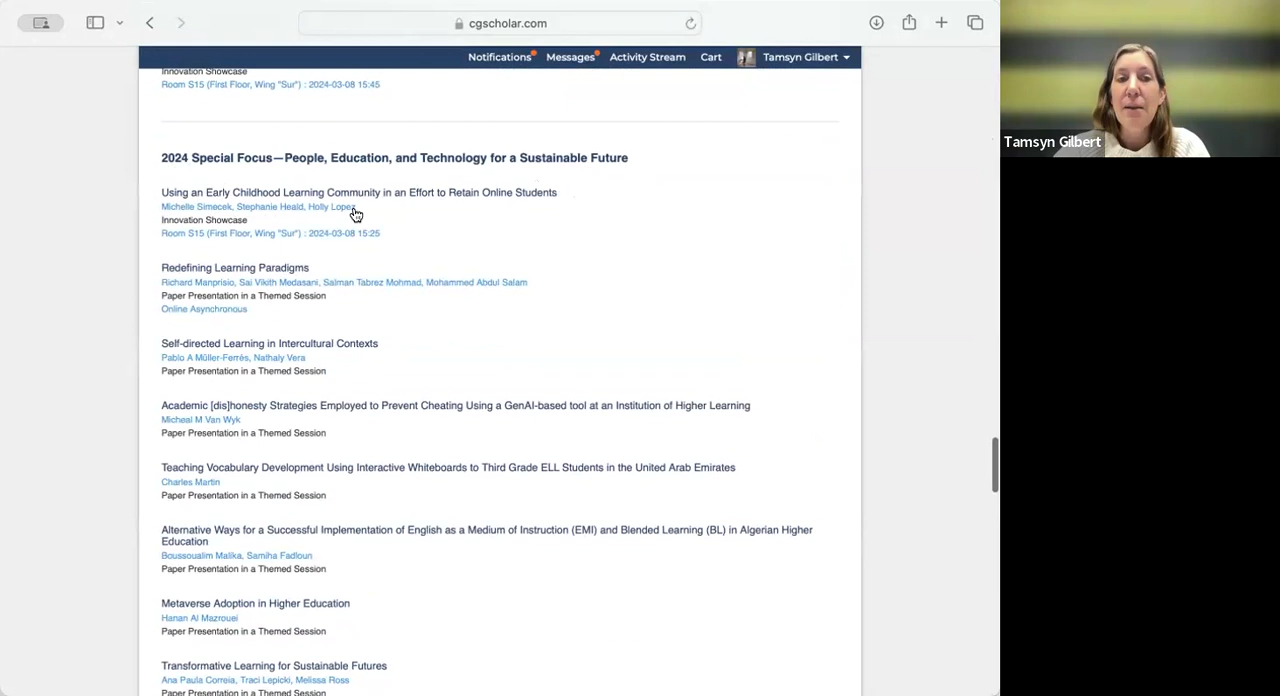 cgscholar.com
Notifications Messages Activity Stream Cart Tamsyn Gilbert
Innovation Showcase
Room S15 (First Floor, Wing "Sur") : 2024-03-08 15:45
Tamsyn Gilbert
2024 Special Focus—People, Education, and Technology for a Sustainable Future
Using an Early Childhood Learning Community in an Effort to Retain Online Students
Michelle Simecek, Stephanie Heald, Holly Lopez
Innovation Showcase
Room S15 (First Floor, Wing "Sur") : 2024-03-08 15:25
Redefining Learning Paradigms
Richard Manprisio, Sai Vikith Medasani, Salman Tabrez Mohmad, Mohammed Abdul Salam
Paper Presentation in a Themed Session
Online Asynchronous
Self-directed Learning in Intercultural Contexts
Pablo A Müller-Ferrés, Nathaly Vera
Paper Presentation in a Themed Session
Academic [dis]honesty Strategies Employed to Prevent Cheating Using a GenAI-based tool at an Institution of Higher Learning
Micheal M Van Wyk
Paper Presentation in a Themed Session
Teaching Vocabulary Development Using Interactive Whiteboards to Third Grade ELL Students in the United Arab Emirates
Charles Martin
Paper Presentation in a Themed Session
Alternative Ways for a Successful Implementation of English as a Medium of Instruction (EMI) and Blended Learning (BL) in Algerian Higher
Education
Boussoualim Malika, Samiha Fadloun
Paper Presentation in a Themed Session
Metaverse Adoption in Higher Education
Hanan Al Mazrouei
Paper Presentation in a Themed Session
Transformative Learning for Sustainable Futures
Ana Paula Correia, Traci Lepicki, Melissa Ross
Paper Presentation in a Themed Session